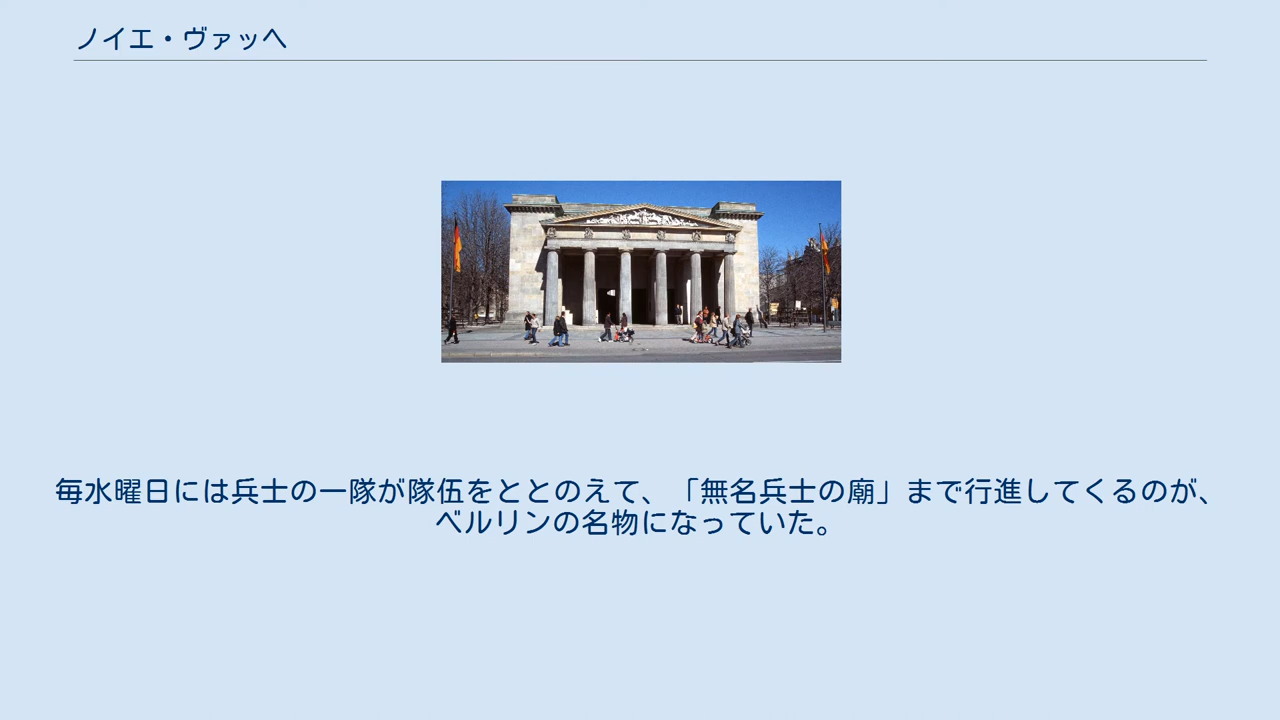 ノイエ・ヴァッヘ
毎水曜日には兵士の一隊が隊伍をととのえて、「無名兵士の廟」まで行進してくるのが、
ベルリンの名物になっていた。